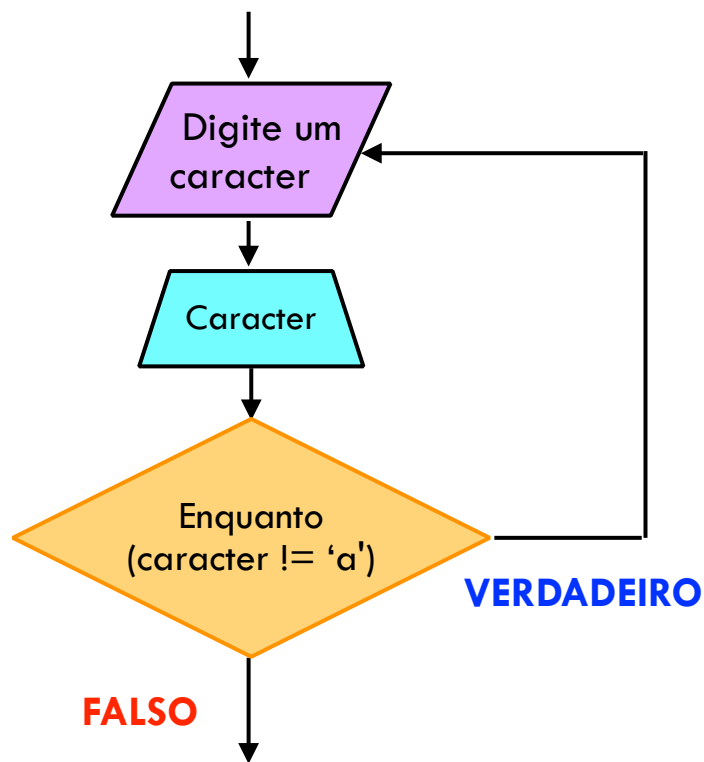 Digite um
caracter
Caracter
Enquanto
(caracter != ‘a')
VERDADEIRO
FALSO